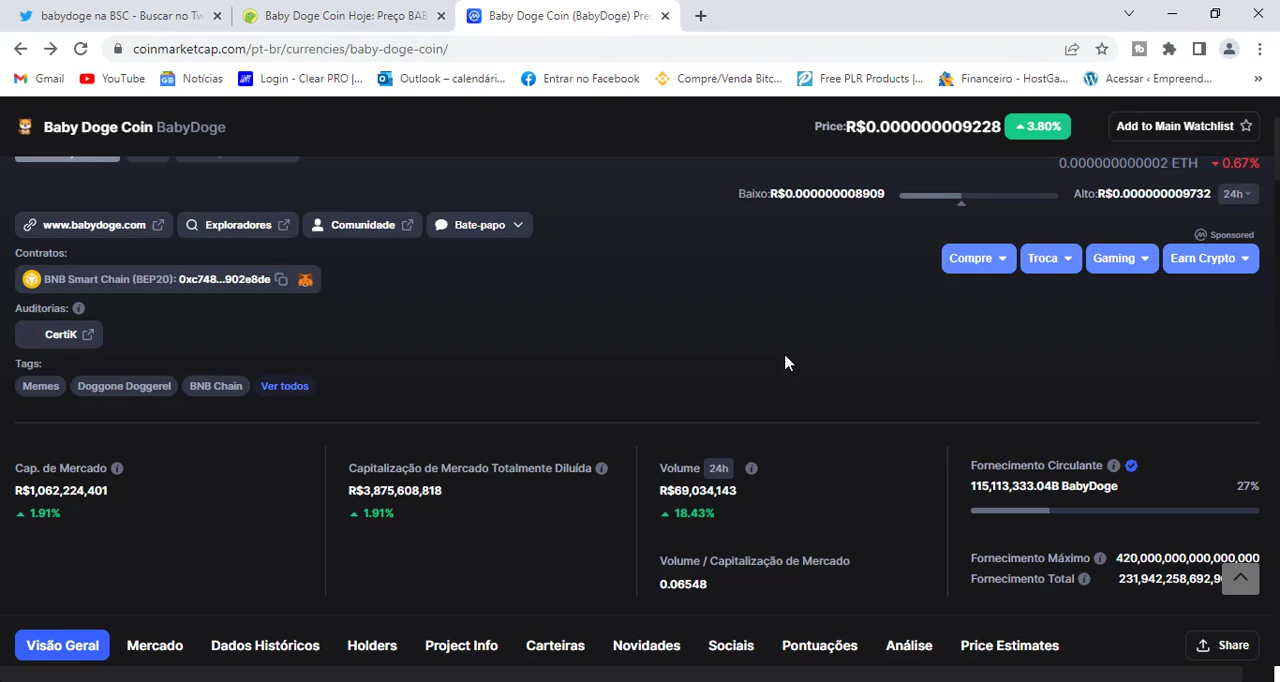 babydoge na BSC - Buscar no Tw
Baby Doge Coin Hoje: Preço BAB
Baby Doge Coin (BabyDoge) Pre
coinmarketcap.com/pt-br/currencies/baby-doge-coin/
Gmail YouTube Notícias Login - Clear PRO |... Outlook – calendári... Entrar no Facebook Compre/Venda Bitc... Free PLR Products |... Financeiro - HostGa... Acessar ‹ Empreend... »
Baby Doge Coin BabyDoge
Price:R$0.000000009228 3.80%
Add to Main Watchlist
0.000000000002 ETH 0.67%
Baixo:R$0.000000008909 Alto:R$0.000000009732 24h
www.babydoge.com Exploradores Comunidade Bate-papo
Sponsored
Contratos:
Compre Troca Gaming Earn Crypto
BNB Smart Chain (BEP20): 0xc748...902e8de
Auditorias:
CertiK
Tags:
Memes Doggone Doggerel BNB Chain Ver todos
Cap. de Mercado
R$1,062,224,401
1.91%
Capitalização de Mercado Totalmente Diluída
R$3,875,608,818
1.91%
Volume 24h
R$69,034,143
18.43%
Volume / Capitalização de Mercado
0.06548
Fornecimento Circulante
115,113,333.04B BabyDoge 27%
Fornecimento Máximo 420,000,000,000,000,000
Fornecimento Total 231,942,258,692,9
Visão Geral Mercado Dados Históricos Holders Project Info Carteiras Novidades Sociais Pontuações Análise Price Estimates Share